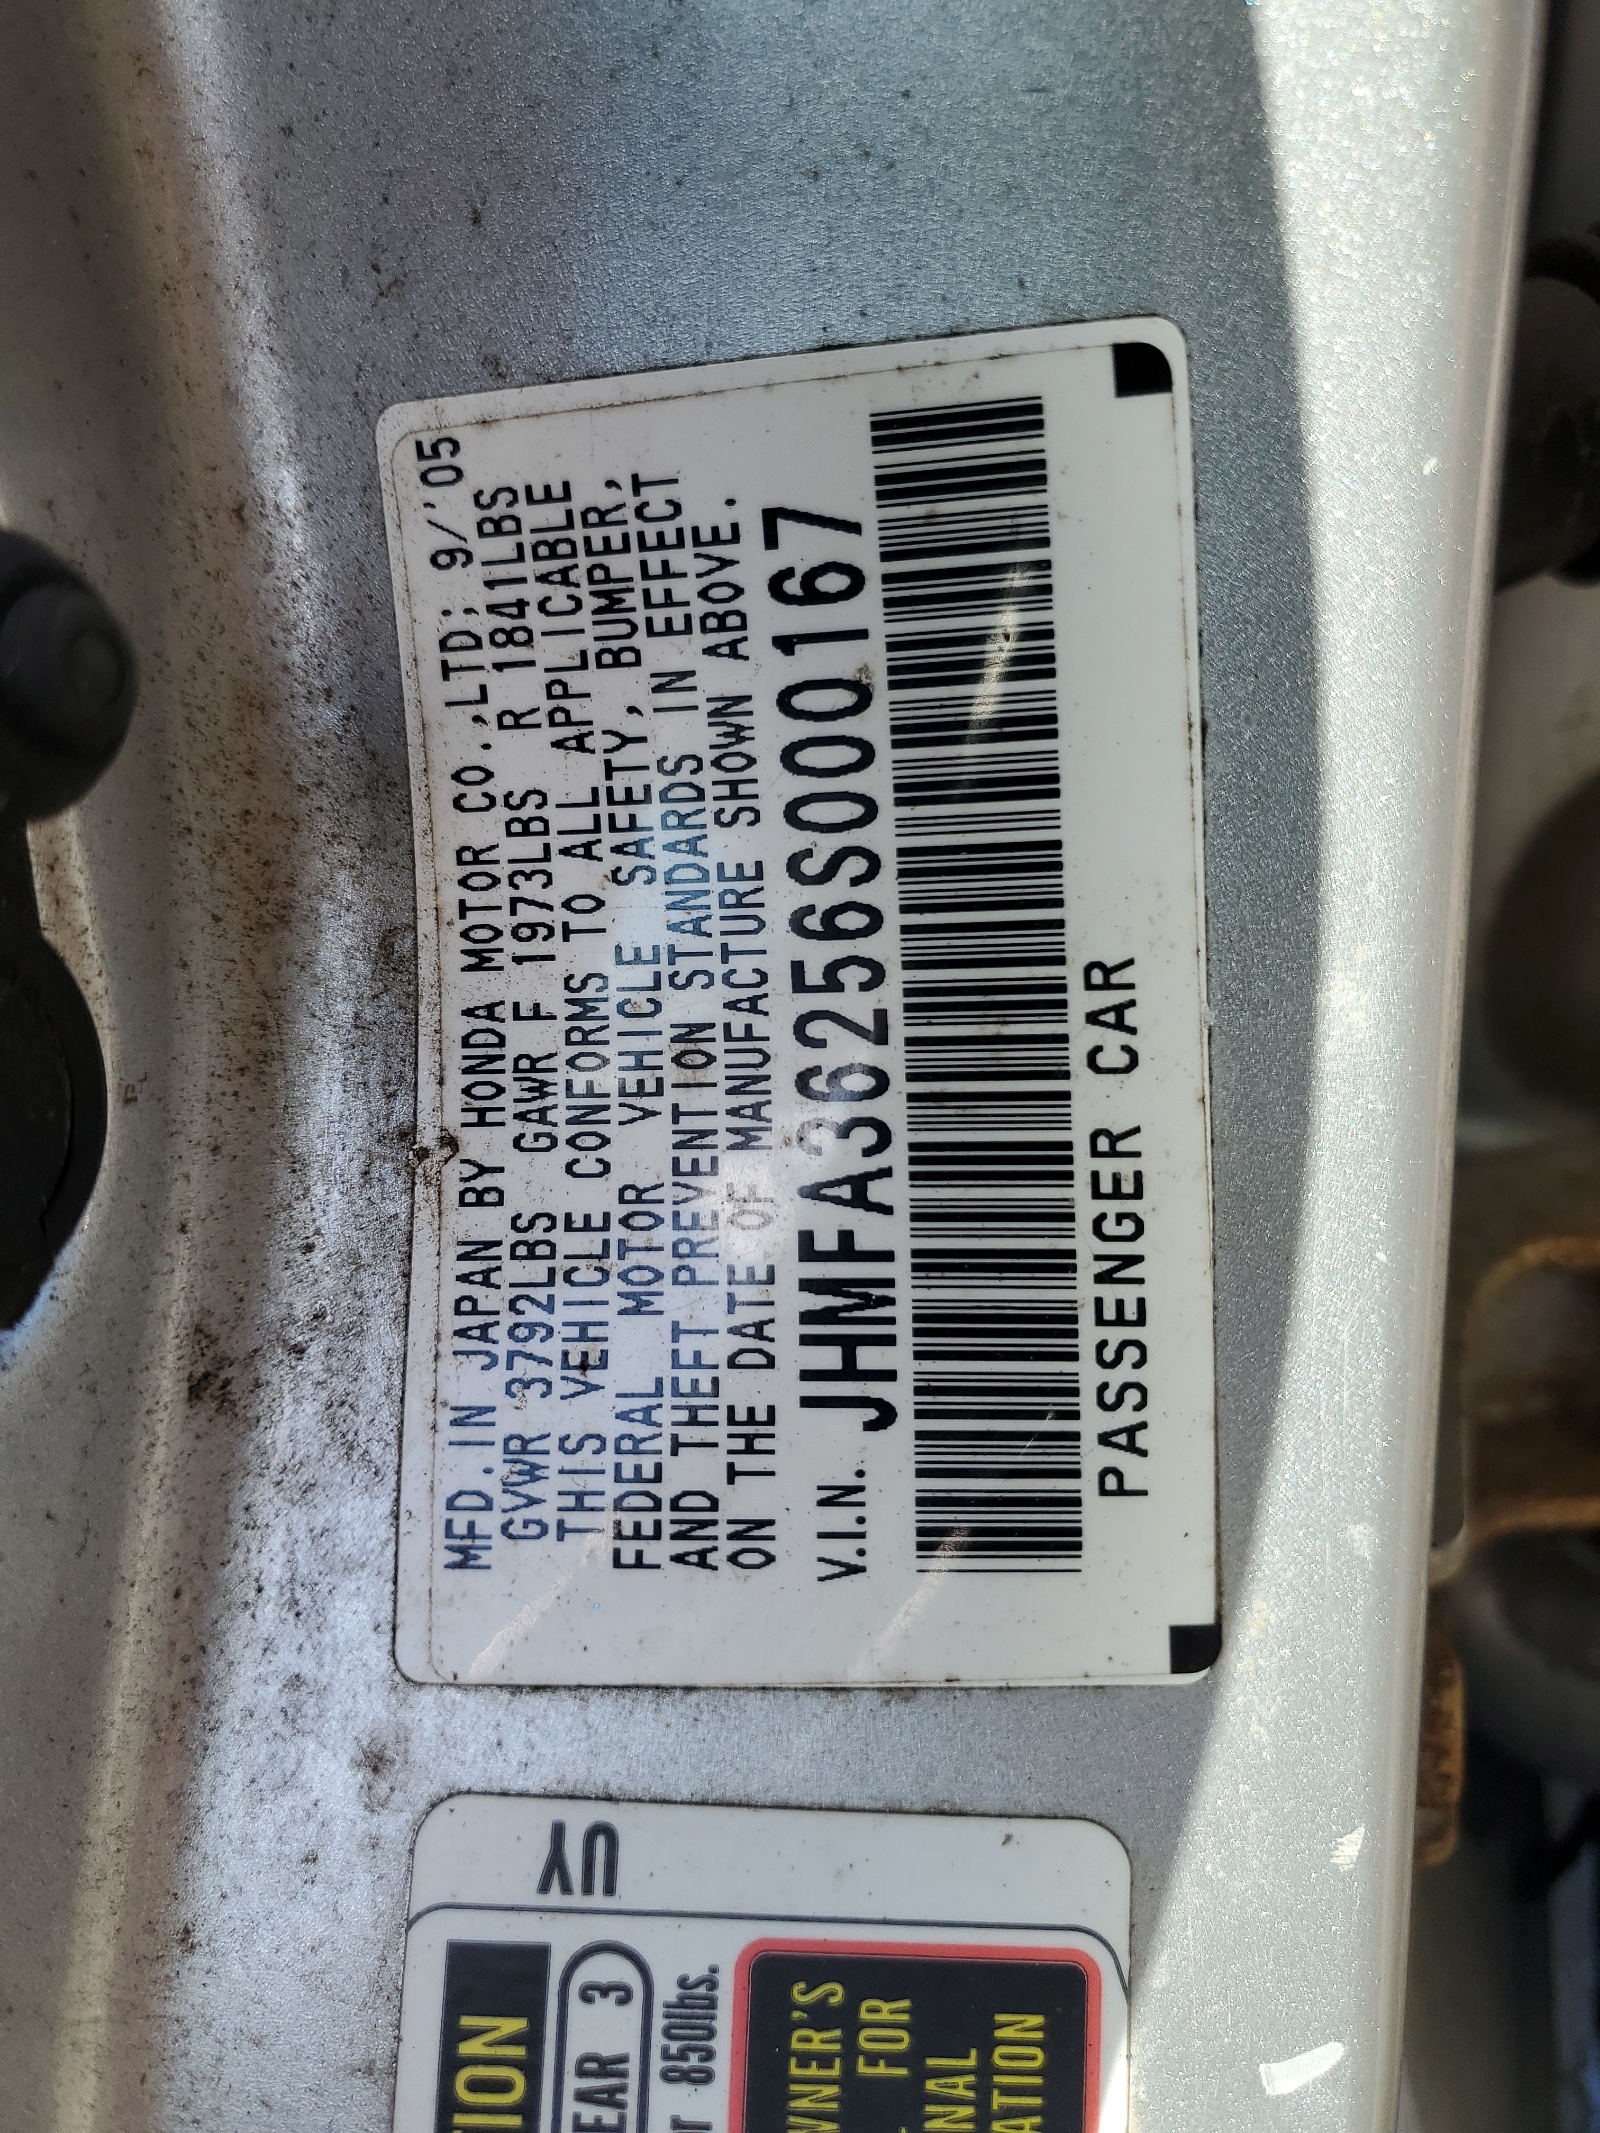 MFD. IN JAPAN BY HONDA MOTOR CO.,LTD; 9/'05
GVWR 3792LBS GAWR F 1973LBS R 1841LBS
THIS VEHICLE CONFORMS TO ALL APPLICABLE
FEDERAL MOTOR VEHICLE SAFETY, BUMPER,
AND THEFT PREVENTION STANDARDS IN EFFECT
ON THE DATE OF MANUFACTURE SHOWN ABOVE.
V.I.N. JHMFA36256S000167
PASSENGER CAR
UY
TION
EAR 3
r 850lbs.
WNER'S
FOR
NAL
ATION